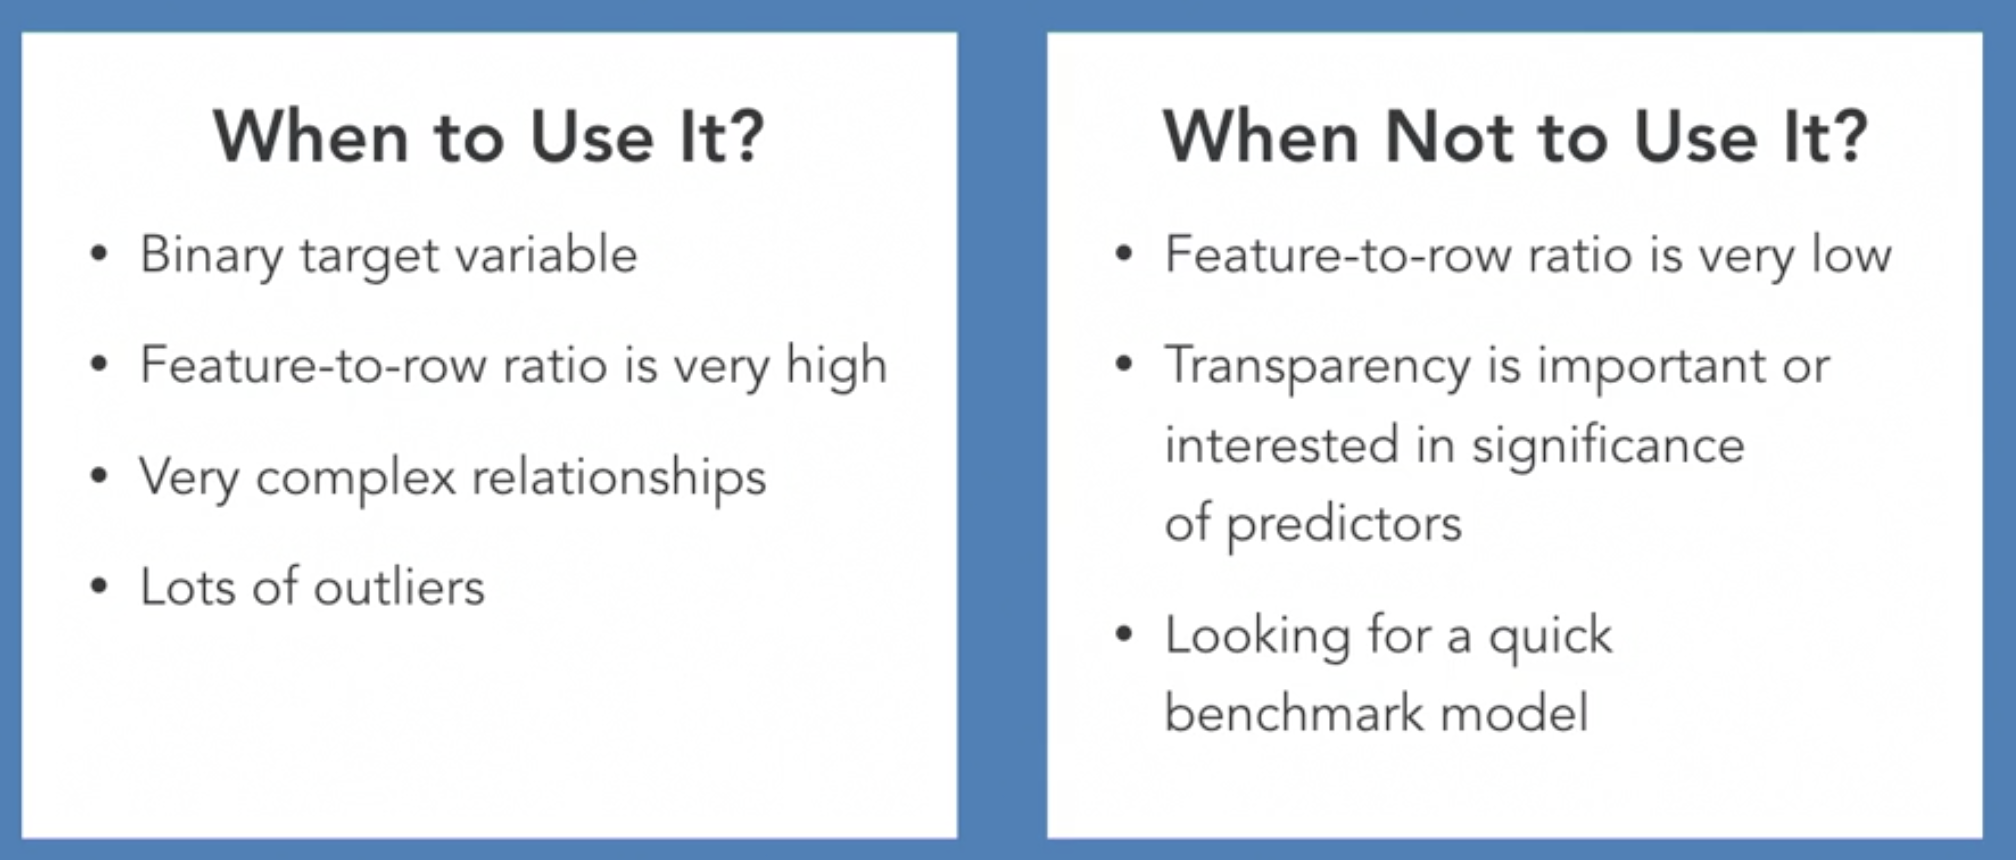 When to Use It?
• Binary target variable
• Feature-to-row ratio is very high
• Very complex relationships
• Lots of outliers
When Not to Use It?
• Feature-to-row ratio is very low
• Transparency is important or
interested in significance
of predictors
• Looking for a quick
benchmark model